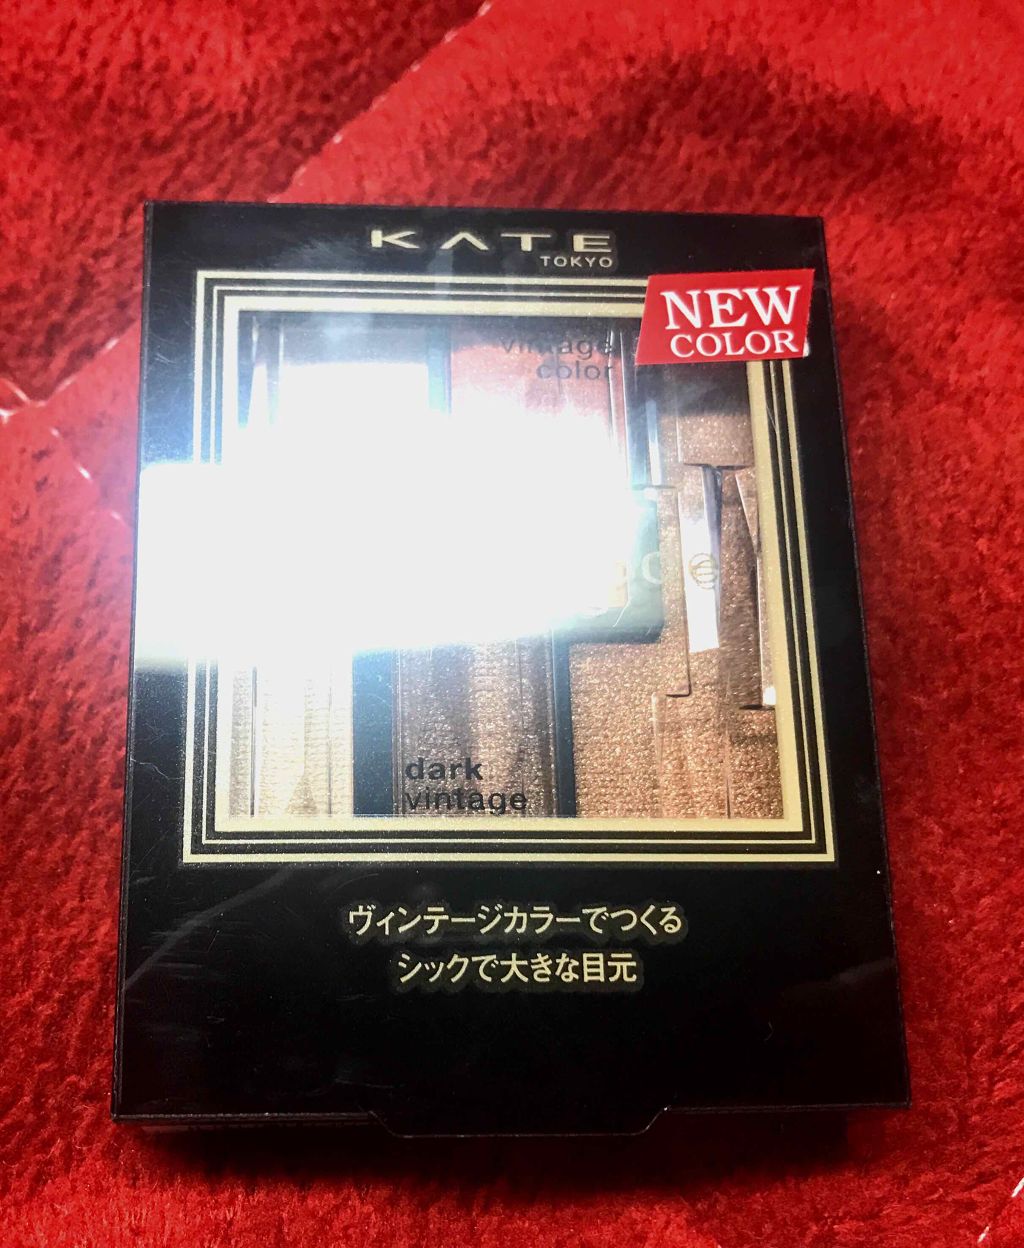 KATE
TOKYO
NEW
COLOR
vintage
color
dark
vintage
ヴィンテージカラーでつくる
シックで大きな目元